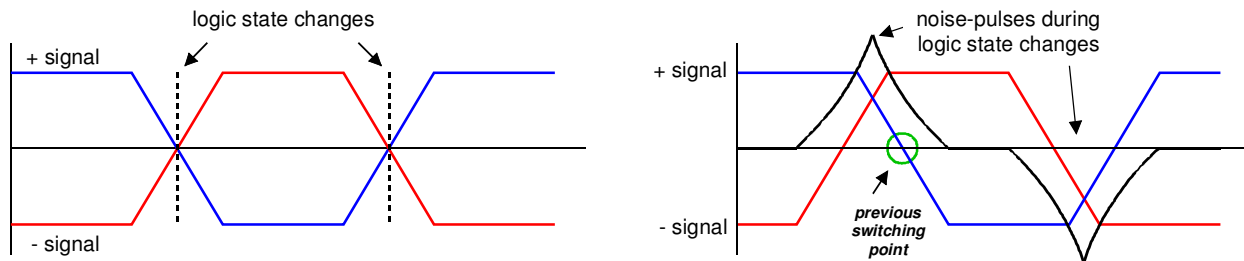 logic state changes
+ signal
- signal
noise-pulses during
logic state changes
+ signal
- signal
previous
switching
point